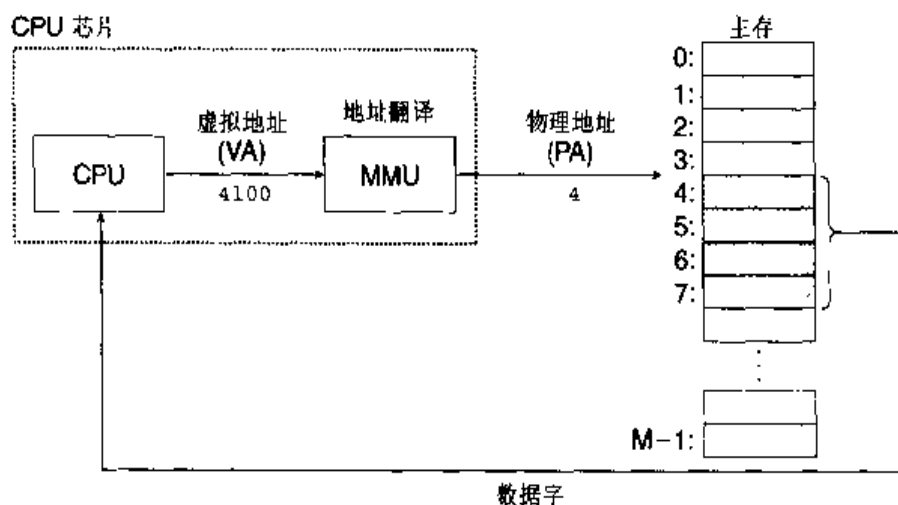 CPU 芯片
CPU
虚拟地址
(VA)
4100
地址翻译
MMU
物理地址
(PA)
4
主存
0:
1:
2:
3:
4:
5:
6:
7:
M-1:
数据字